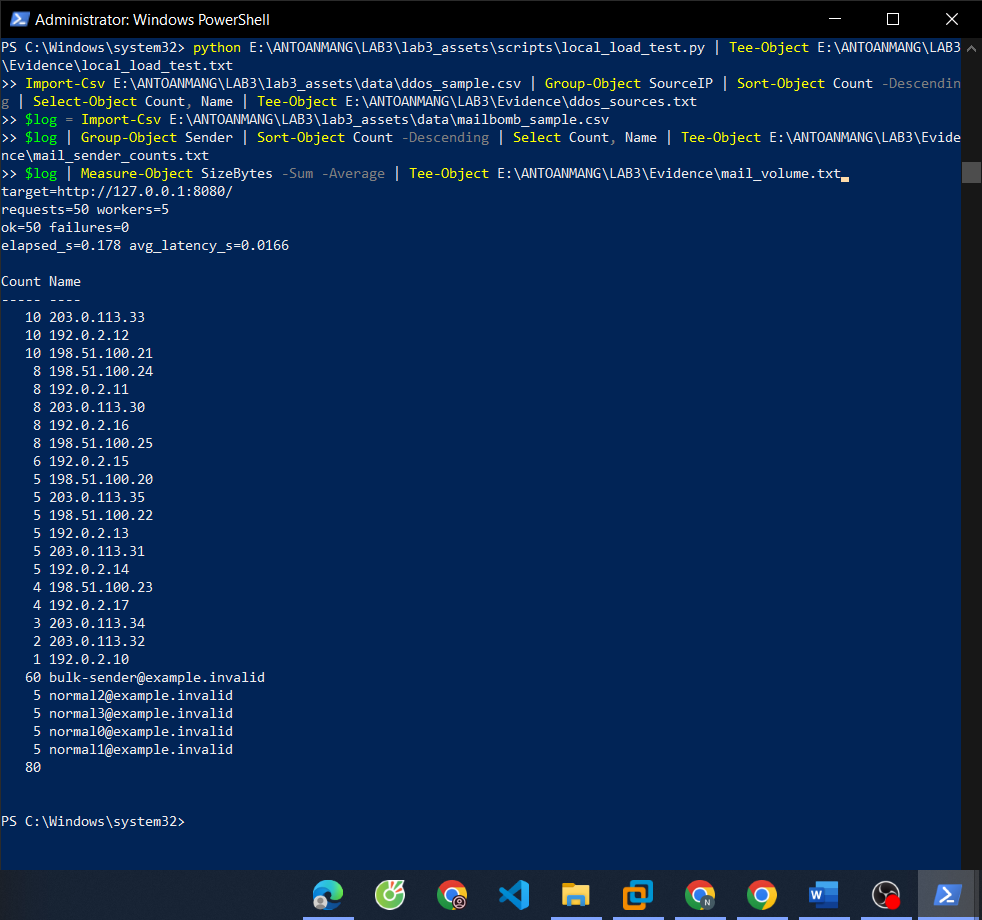 Administrator: Windows PowerShell
PS C:\Windows\system32> python E:\ANTOANMANG\LAB3\lab3_assets\scripts\local_load_test.py | Tee-Object E:\ANTOANMANG\LAB3
\Evidence\local_load_test.txt
>> Import-Csv E:\ANTOANMANG\LAB3\lab3_assets\data\ddos_sample.csv | Group-Object SourceIP | Sort-Object Count -Descendin
g | Select-Object Count, Name | Tee-Object E:\ANTOANMANG\LAB3\Evidence\ddos_sources.txt
>> $log = Import-Csv E:\ANTOANMANG\LAB3\lab3_assets\data\mailbomb_sample.csv
>> $log | Group-Object Sender | Sort-Object Count -Descending | Select Count, Name | Tee-Object E:\ANTOANMANG\LAB3\Evide
nce\mail_sender_counts.txt
>> $log | Measure-Object SizeBytes -Sum -Average | Tee-Object E:\ANTOANMANG\LAB3\Evidence\mail_volume.txt
target=http://127.0.0.1:8080/
requests=50 workers=5
ok=50 failures=0
elapsed_s=0.178 avg_latency_s=0.0166
Count Name
----- ----
10 203.0.113.33
10 192.0.2.12
10 198.51.100.21
8 198.51.100.24
8 192.0.2.11
8 203.0.113.30
8 192.0.2.16
8 198.51.100.25
6 192.0.2.15
5 198.51.100.20
5 203.0.113.35
5 198.51.100.22
5 192.0.2.13
5 203.0.113.31
5 192.0.2.14
4 198.51.100.23
4 192.0.2.17
3 203.0.113.34
2 203.0.113.32
1 192.0.2.10
60 bulk-sender@example.invalid
5 normal2@example.invalid
5 normal3@example.invalid
5 normal0@example.invalid
5 normal1@example.invalid
80
PS C:\Windows\system32>